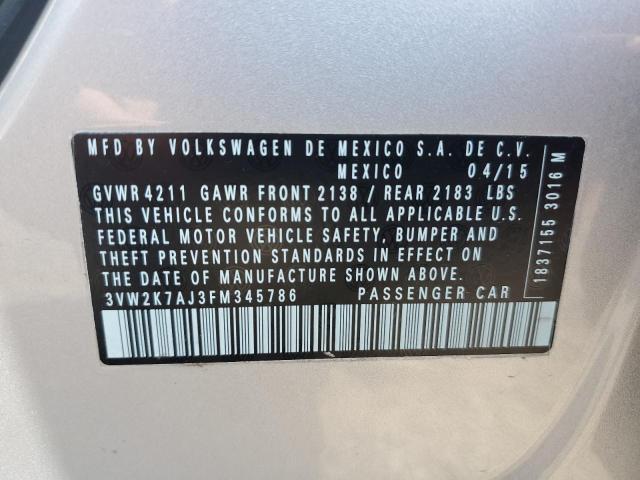 MFD BY VOLKSWAGEN DE MEXICO S.A. DE C.V.
MEXICO 04/15
GVWR 4211 GAWR FRONT 2138 / REAR 2183 LBS
THIS VEHICLE CONFORMS TO ALL APPLICABLE U.S.
FEDERAL MOTOR VEHICLE SAFETY, BUMPER AND
THEFT PREVENTION STANDARDS IN EFFECT ON
THE DATE OF MANUFACTURE SHOWN ABOVE.
3VW2K7AJ3FM345786 PASSENGER CAR
1837155 3016 M